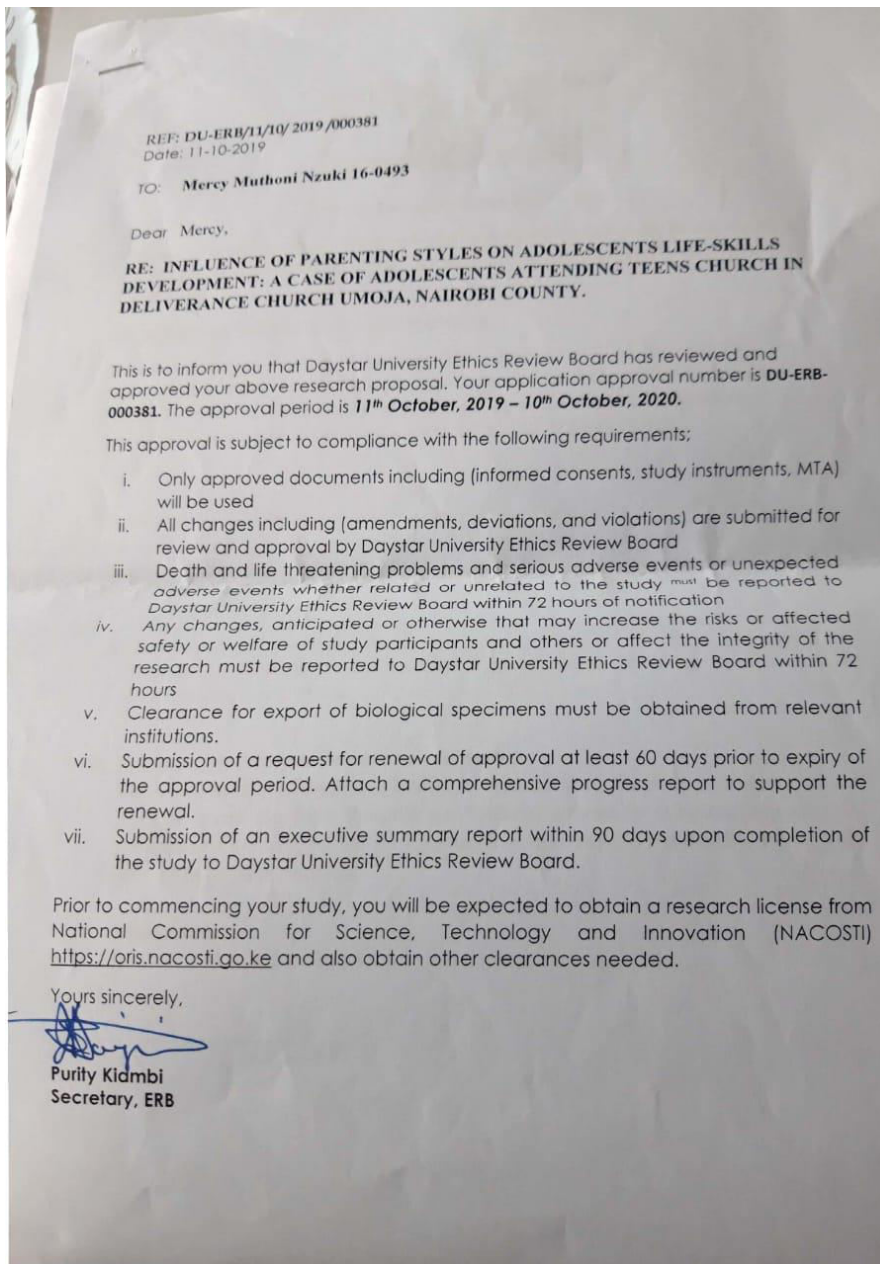 REF: DU-ERB/11/10/ 2019 /000381
Date: 11-10-2019
TO: Mercy Muthoni Nzuki 16-0493
Dear Mercy,
RE: INFLUENCE OF PARENTING STYLES ON ADOLESCENTS LIFE-SKILLS
DEVELOPMENT: A CASE OF ADOLESCENTS ATTENDING TEENS CHURCH IN
DELIVERANCE CHURCH UMOJA, NAIROBI COUNTY.
This is to inform you that Daystar University Ethics Review Board has reviewed and
approved your above research proposal. Your application approval number is DU-ERB-
000381. The approval period is 11th October, 2019 – 10th October, 2020.
This approval is subject to compliance with the following requirements;
i. Only approved documents including (informed consents, study instruments, MTA)
will be used
ii. All changes including (amendments, deviations, and violations) are submitted for
review and approval by Daystar University Ethics Review Board
iii. Death and life threatening problems and serious adverse events or unexpected
adverse events whether related or unrelated to the study must be reported to
Daystar University Ethics Review Board within 72 hours of notification
iv. Any changes, anticipated or otherwise that may increase the risks or affected
safety or welfare of study participants and others or affect the integrity of the
research must be reported to Daystar University Ethics Review Board within 72
hours
v. Clearance for export of biological specimens must be obtained from relevant
institutions.
vi. Submission of a request for renewal of approval at least 60 days prior to expiry of
the approval period. Attach a comprehensive progress report to support the
renewal.
vii. Submission of an executive summary report within 90 days upon completion of
the study to Daystar University Ethics Review Board.
Prior to commencing your study, you will be expected to obtain a research license from
National Commission for Science, Technology and Innovation (NACOSTI)
https://oris.nacosti.go.ke and also obtain other clearances needed.
Yours sincerely,
Purity Kiambi
Secretary, ERB